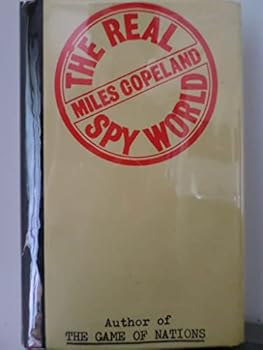 THE REAL
MILES COPELAND
SPY WORLD
Author of
THE GAME OF NATIONS